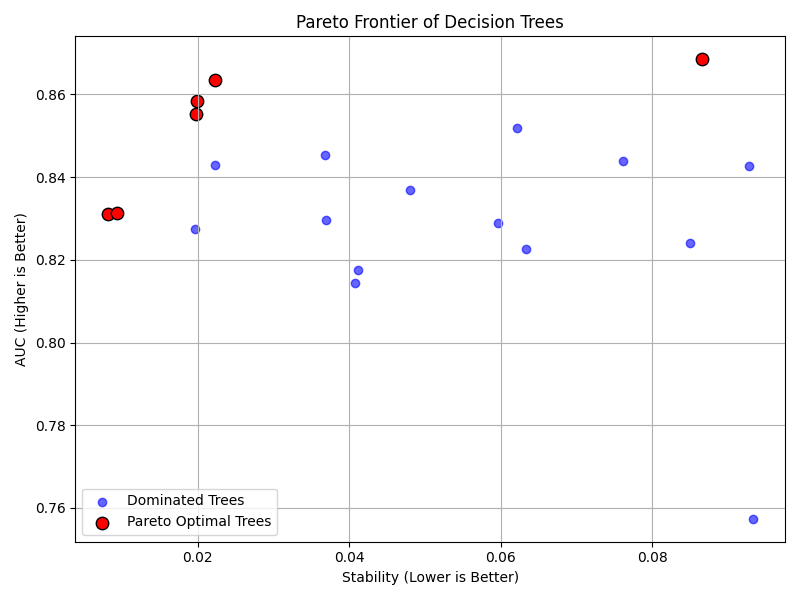 Pareto Frontier of Decision Trees
AUC (Higher is Better)
0.86
0.84
0.82
0.80
0.78
0.76
Dominated Trees
Pareto Optimal Trees
0.02 0.04 0.06 0.08
Stability (Lower is Better)